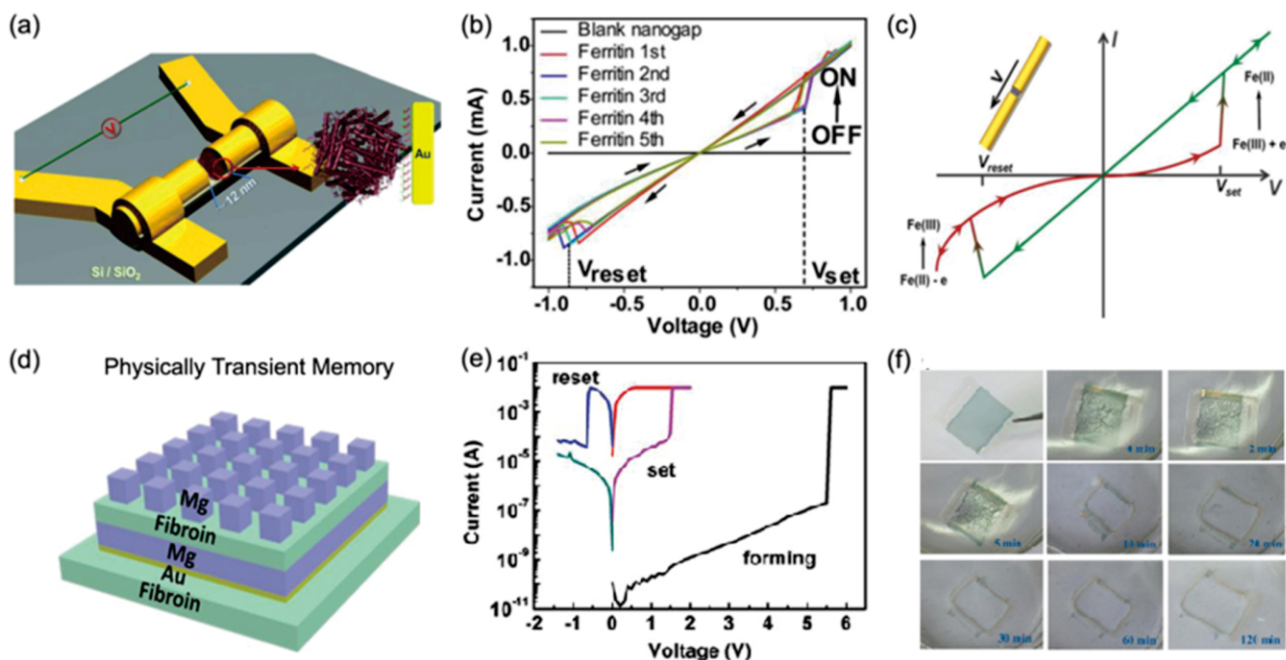 (a)
V
12 nm
Au
Si / SiO₂
(b)
Blank nanogap
Ferritin 1st
Ferritin 2nd
Ferritin 3rd
Ferritin 4th
Ferritin 5th
ON
OFF
Vreset
Vset
1.0
0.5
0.0
-0.5
-1.0
Current (mA)
-1.0 -0.5 0.0 0.5 1.0
Voltage (V)
(c)
I
V
V
Vreset
Vset
Fe(II)
Fe(III) + e
Fe(III)
Fe(II) - e
(d)
Physically Transient Memory
Mg
Fibroin
Mg
Au
Fibroin
(e)
reset
set
forming
10⁻¹
10⁻³
10⁻⁵
10⁻⁷
10⁻⁹
10⁻¹¹
Current (A)
-2 -1 0 1 2 3 4 5 6
Voltage (V)
(f)
2 min
5 min
10 min
20 min
30 min
60 min
120 min